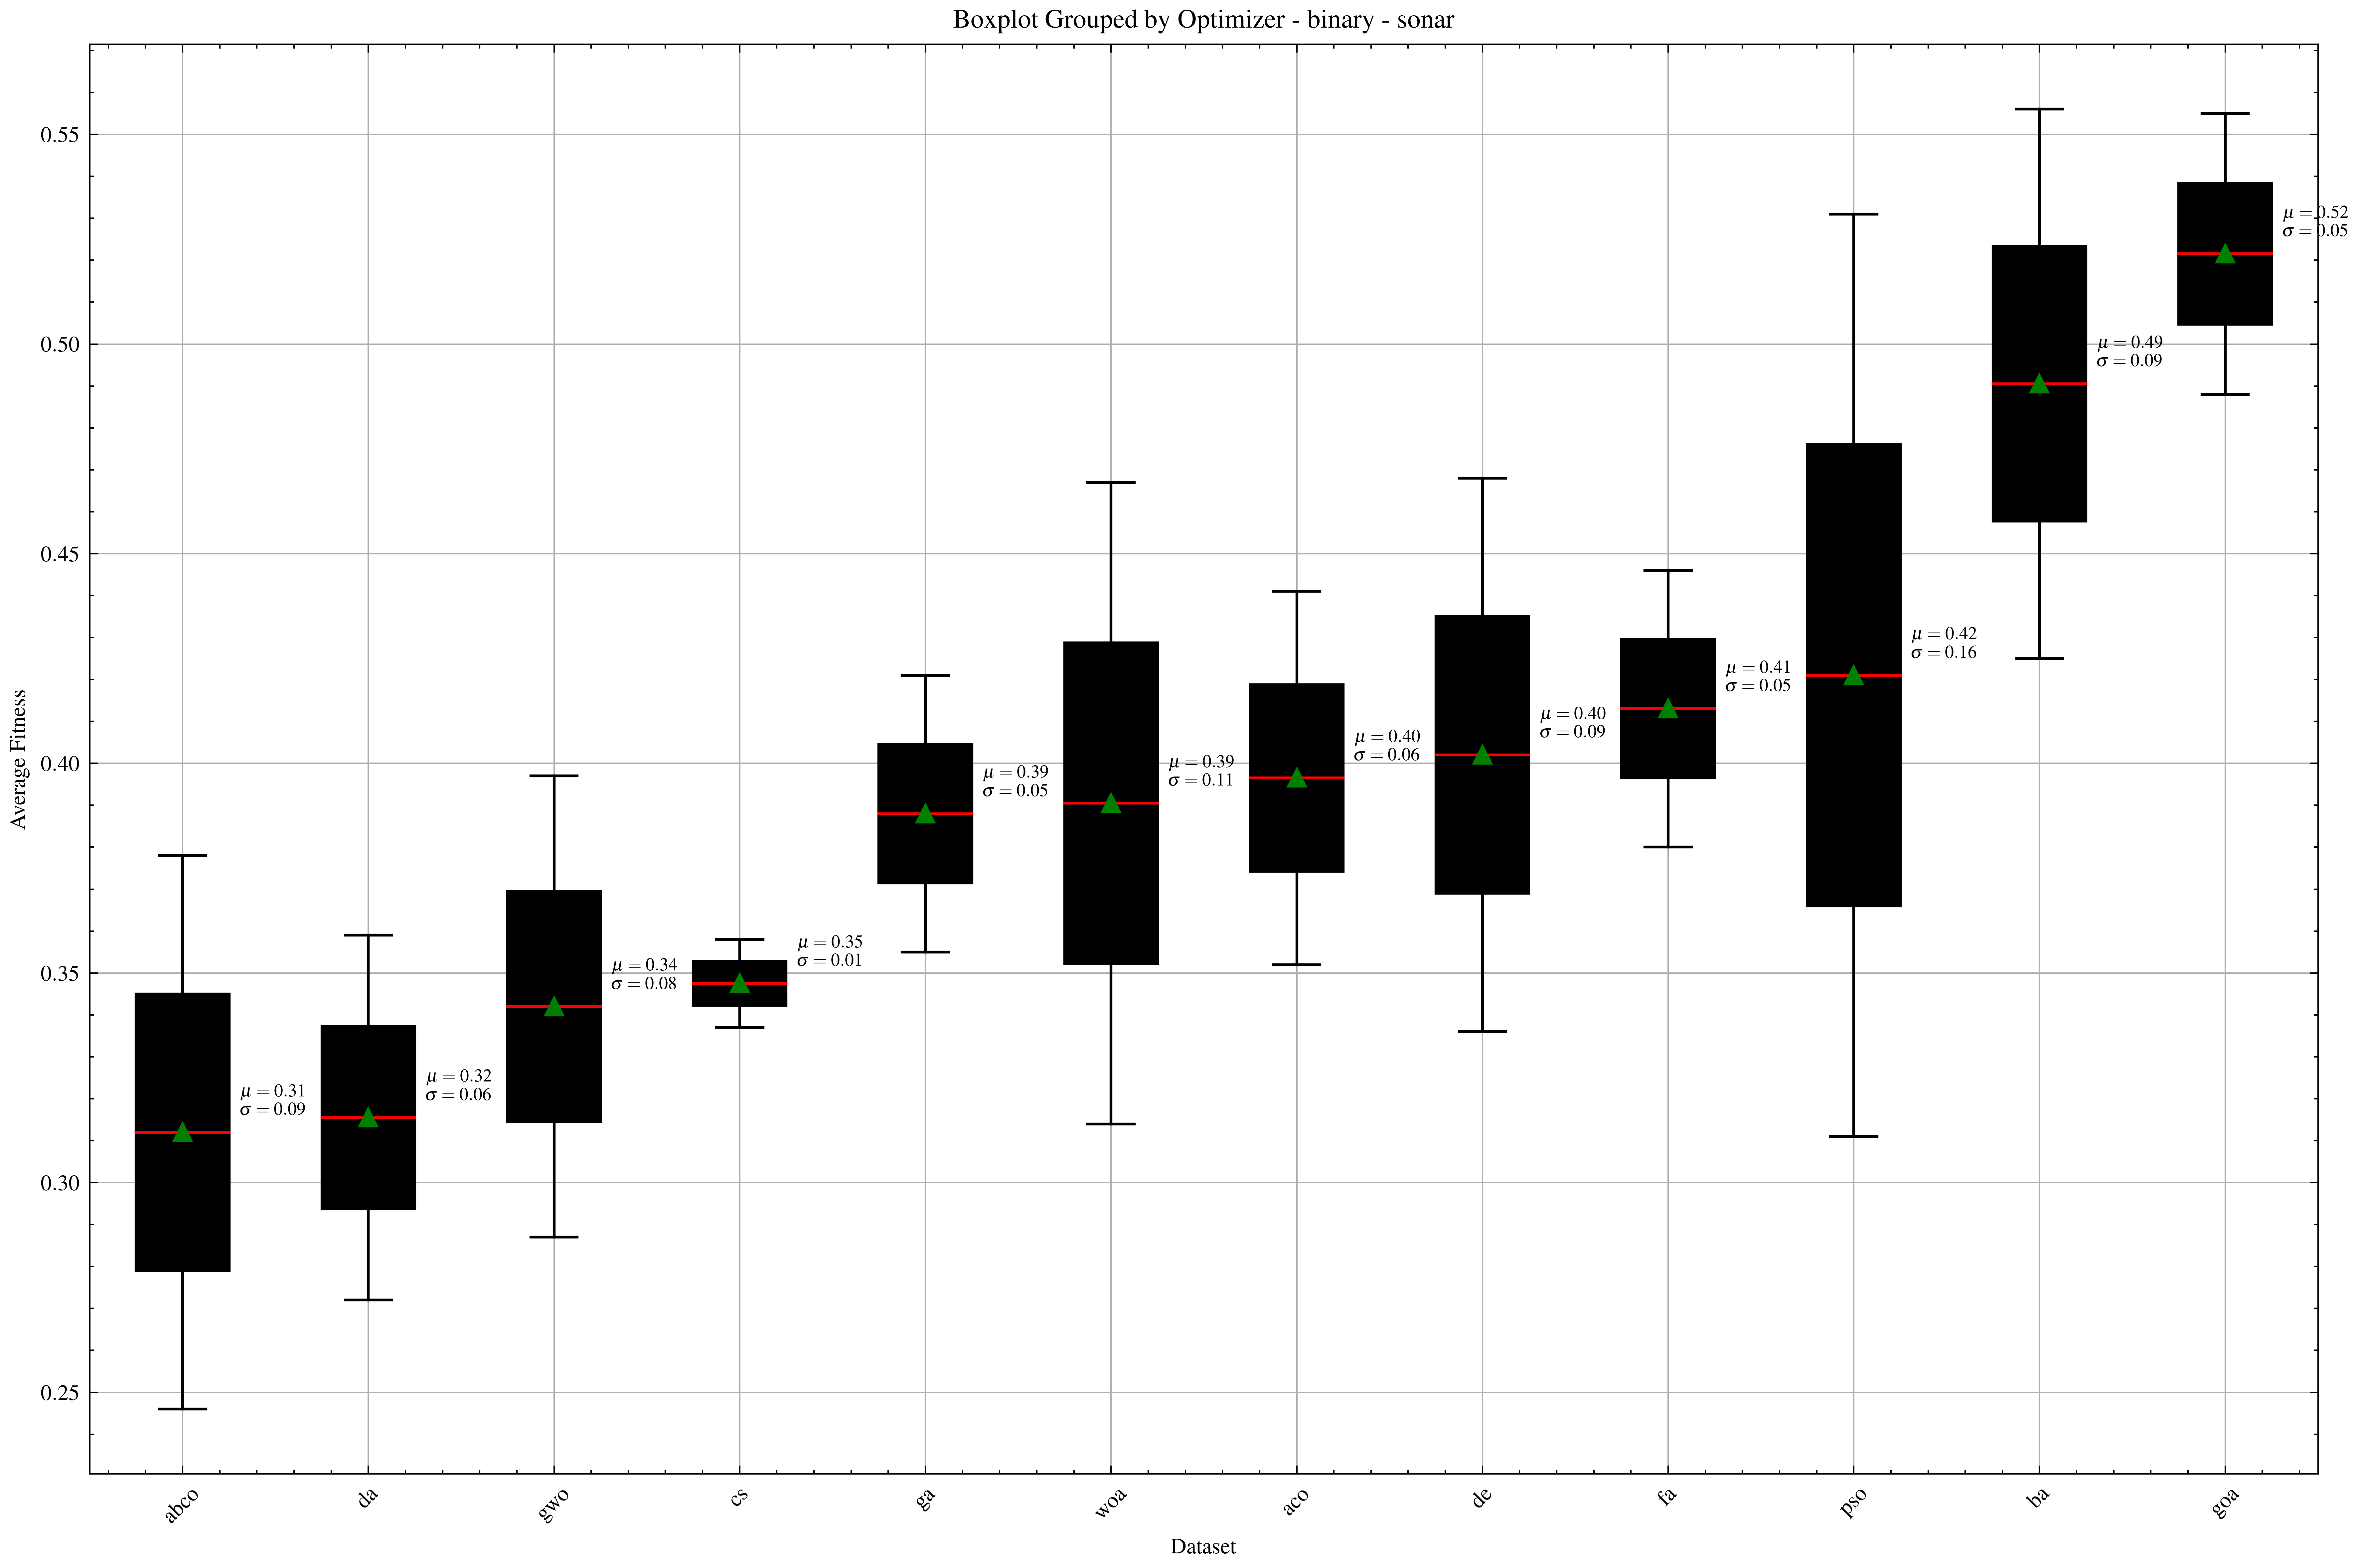 Boxplot Grouped by Optimizer - binary - sonar
Average Fitness
0.55
0.50
0.45
0.40
0.35
0.30
0.25
μ = 0.31
σ = 0.09
μ = 0.32
σ = 0.06
μ = 0.34
σ = 0.08
μ = 0.35
σ = 0.01
μ = 0.39
σ = 0.05
μ = 0.39
σ = 0.11
μ = 0.40
σ = 0.06
μ = 0.40
σ = 0.09
μ = 0.41
σ = 0.05
μ = 0.42
σ = 0.16
μ = 0.49
σ = 0.09
μ = 0.52
σ = 0.05
abco
da
gwo
cs
ga
woa
aco
de
fa
pso
ba
goa
Dataset